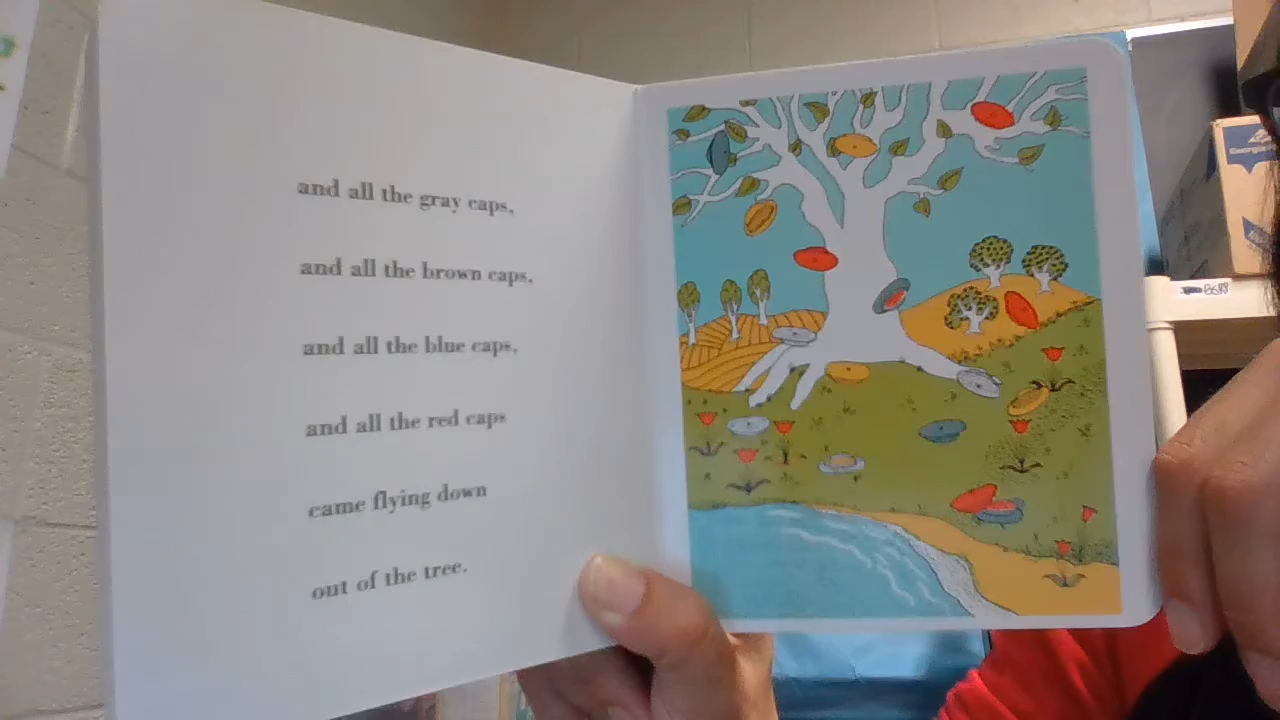 and all the gray caps,
and all the brown caps,
and all the blue caps,
and all the red caps
came flying down
out of the tree.